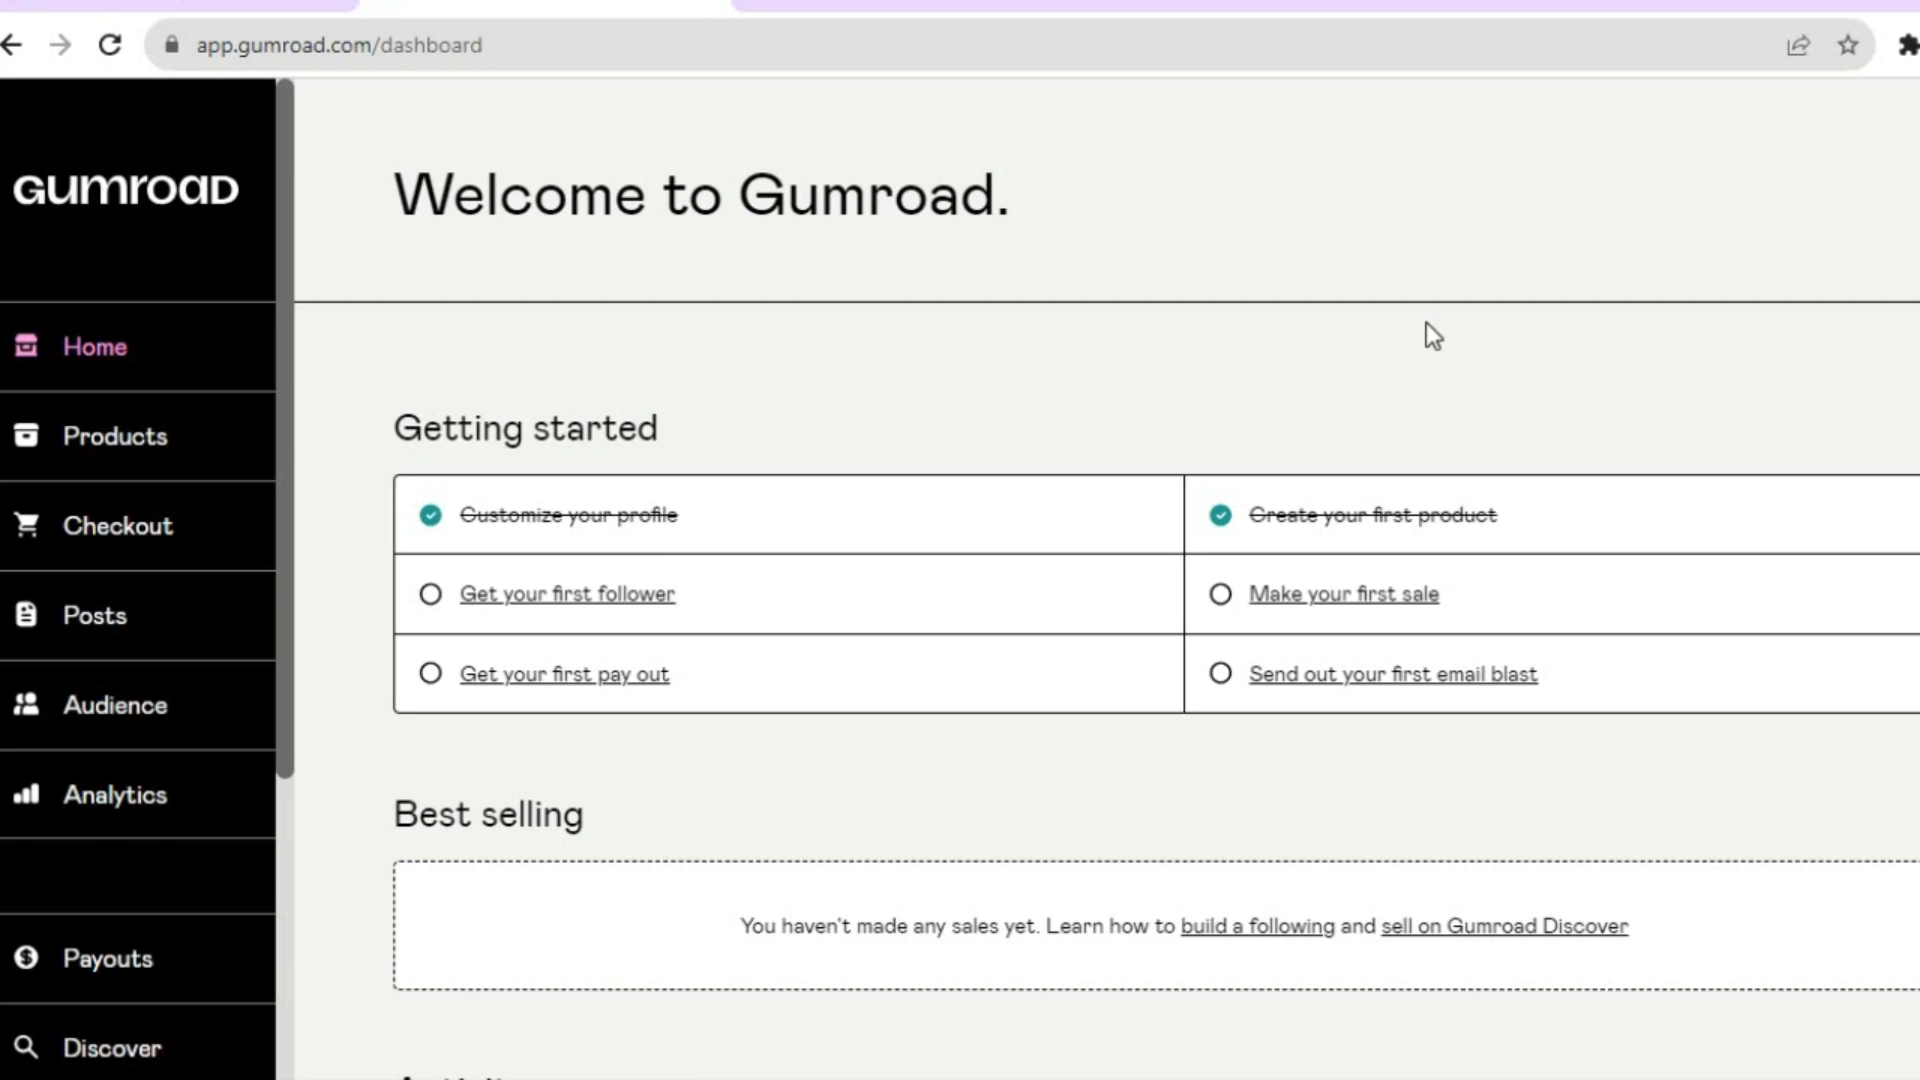 app.gumroad.com/dashboard
GUMROAD
Welcome to Gumroad.
Home
Products
Checkout
Posts
Audience
Analytics
Payouts
Discover
Getting started
Customize your profile
Create your first product
Get your first follower
Make your first sale
Get your first pay out
Send out your first email blast
Best selling
You haven't made any sales yet. Learn how to build a following and sell on Gumroad Discover